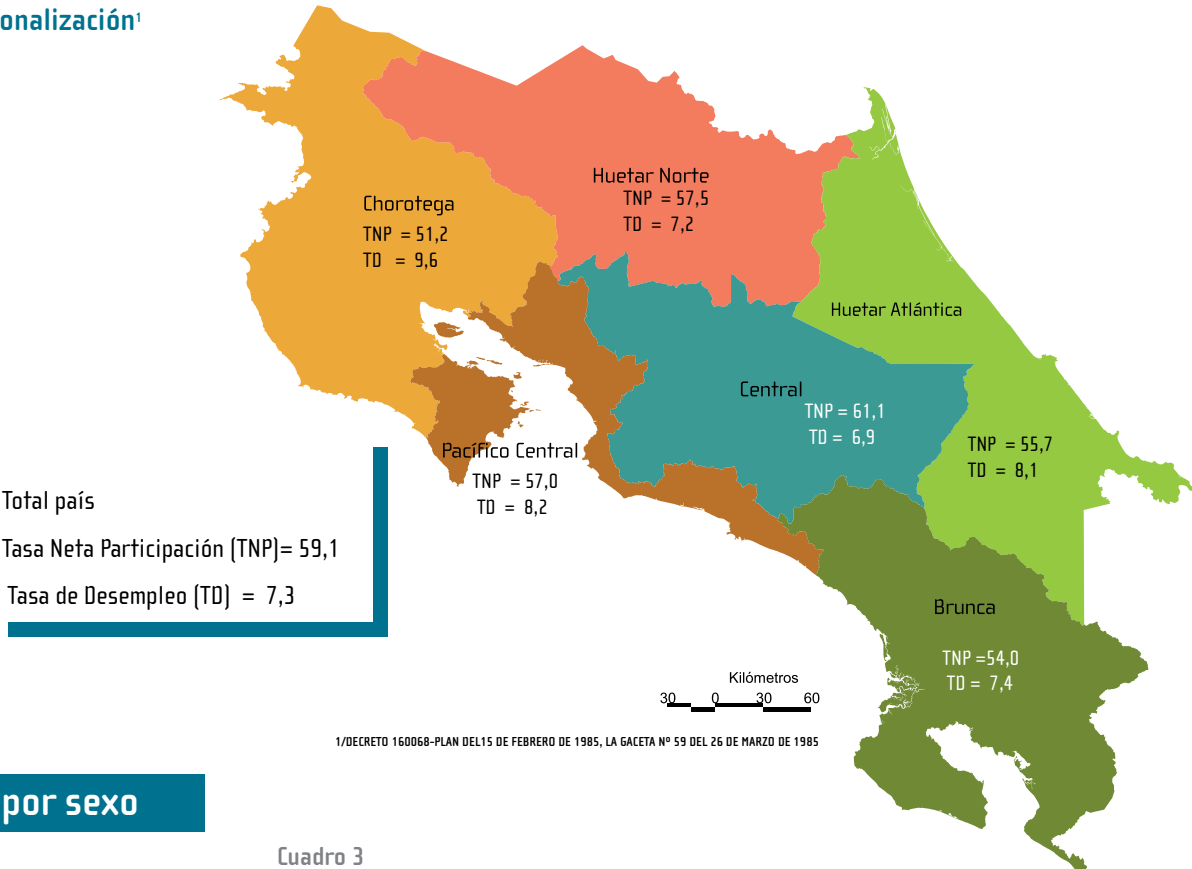 onalización¹
Huetar Norte
TNP = 57,5
TD = 7,2
Chorotega
TNP = 51,2
TD = 9,6
Huetar Atlántica
Central
TNP = 61,1
TD = 6,9
Pacífico Central
TNP = 57,0
TD = 8,2
TNP = 55,7
TD = 8,1
Total país
Tasa Neta Participación (TNP)= 59,1
Tasa de Desempleo (TD) = 7,3
Brunca
TNP =54,0
TD = 7,4
Kilómetros
30 0 30 60
1/DECRETO 160068-PLAN DEL15 DE FEBRERO DE 1985, LA GACETA Nº 59 DEL 26 DE MARZO DE 1985
por sexo
Cuadro 3